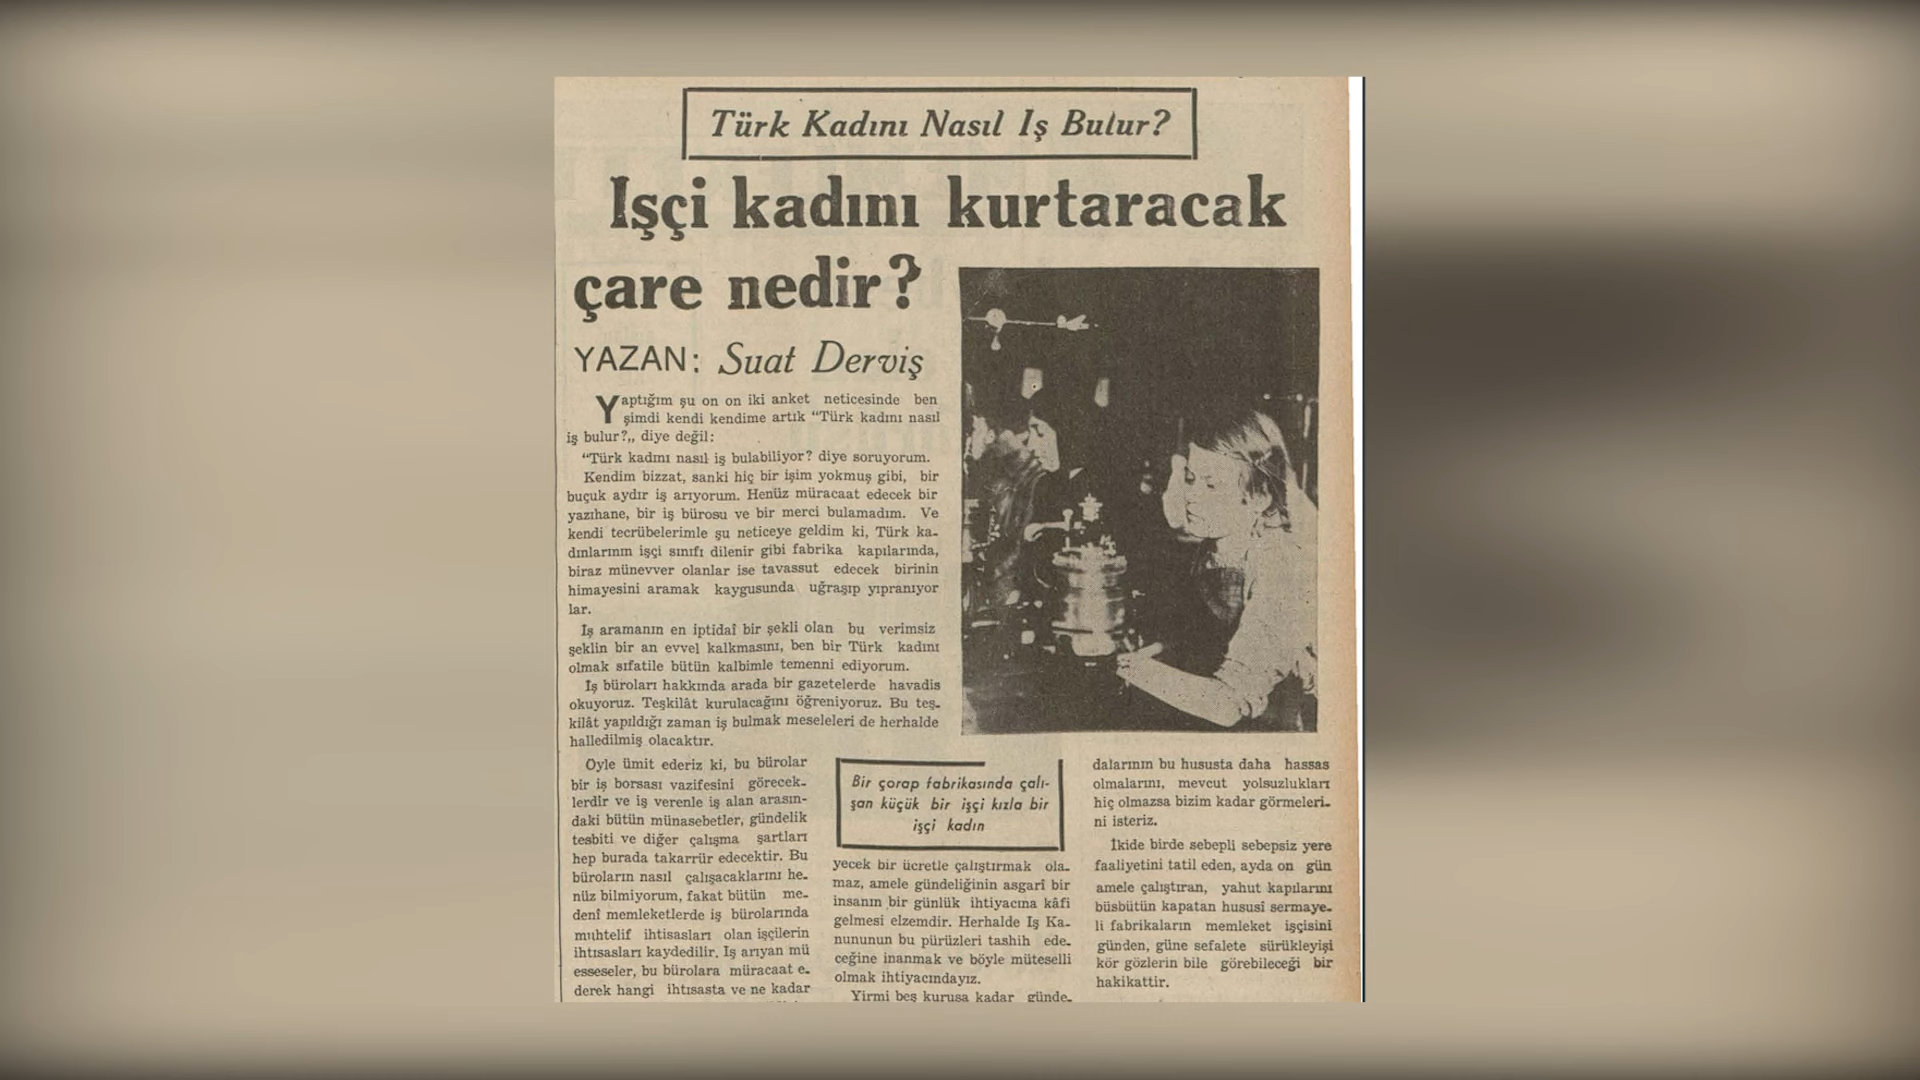 Türk Kadını Nasıl Iş Bulur?
Işçi kadını kurtaracak
çare nedir?
YAZAN: Suat Derviş
Yaptığım şu on on iki anket neticesinde ben
şimdi kendi kendime artık “Türk kadını nasıl
iş bulur?„ diye değil:
“Türk kadını nasıl iş bulabiliyor? diye soruyorum.
Kendim bizzat, sanki hiç bir işim yokmuş gibi, bir
buçuk aydır iş arıyorum. Henüz müracaat edecek bir
yazıhane, bir iş bürosu ve bir merci bulamadım. Ve
kendi tecrübelerimle şu neticeye geldim ki, Türk ka-
dınlarının işçi sınıfı dilenir gibi fabrika kapılarında,
biraz münevver olanlar ise tavassut edecek birinin
himayesini aramak kaygusunda uğraşıp yıpranıyor
lar.
Iş aramanın en iptidaî bir şekli olan bu verimsiz
şeklin bir an evvel kalkmasını, ben bir Türk kadını
olmak sıfatile bütün kalbimle temenni ediyorum.
Iş büroları hakkında arada bir gazetelerde havadis
okuyoruz. Teşkilât kurulacağını öğreniyoruz. Bu teş-
kilât yapıldığı zaman iş bulmak meseleleri de herhalde
halledilmiş olacaktır.
Oyle ümit ederiz ki, bu bürolar
bir iş borsası vazifesini görecek-
lerdir ve iş verenle iş alan arasın-
daki bütün münasebetler, gündelik
tesbiti ve diğer çalışma şartları
hep burada takarrür edecektir. Bu
büroların nasıl çalışacaklarını he-
nüz bilmiyorum, fakat bütün me-
denî memleketlerde iş bürolarında
muhtelif ihtisasları olan işçilerin
ihtisasları kaydedilir. Iş arıyan mü
esseseler, bu bürolara müracaat e-
derek hangi ihtısasta ve ne kadar
Bir çorap fabrikasında çalı-
şan küçük bir işçi kızla bir
işçi kadın
yecek bir ücretle çalıştırmak ola-
maz, amele gündeliğinin asgarî bir
insanın bir günlük ihtiyacına kâfi
gelmesi elzemdir. Herhalde Iş Ka-
nununun bu pürüzleri tashih ede-
ceğine inanmak ve böyle müteselli
olmak ihtiyacındayız.
Yirmi beş kuruşa kadar günde-
dalarının bu hususta daha hassas
olmalarını, mevcut yolsuzlukları
hiç olmazsa bizim kadar görmeleri-
ni isteriz.
Ikide birde sebepli sebepsiz yere
faaliyetini tatil eden, ayda on gün
amele çalıştıran, yahut kapılarını
büsbütün kapatan hususî sermaye-
li fabrikaların memleket işçisini
günden, güne sefalete sürükleyişi
kör gözlerin bile görebileceği bir
hakikattir.